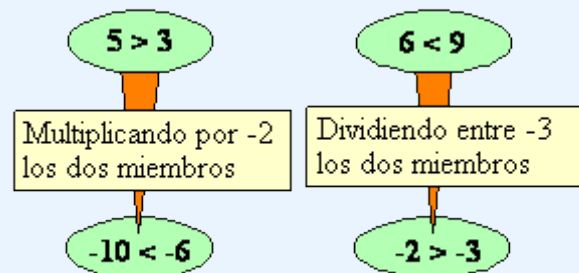 5 > 3
Multiplicando por -2
los dos miembros
-10 < -6
6 < 9
Dividiendo entre -3
los dos miembros
-2 > -3